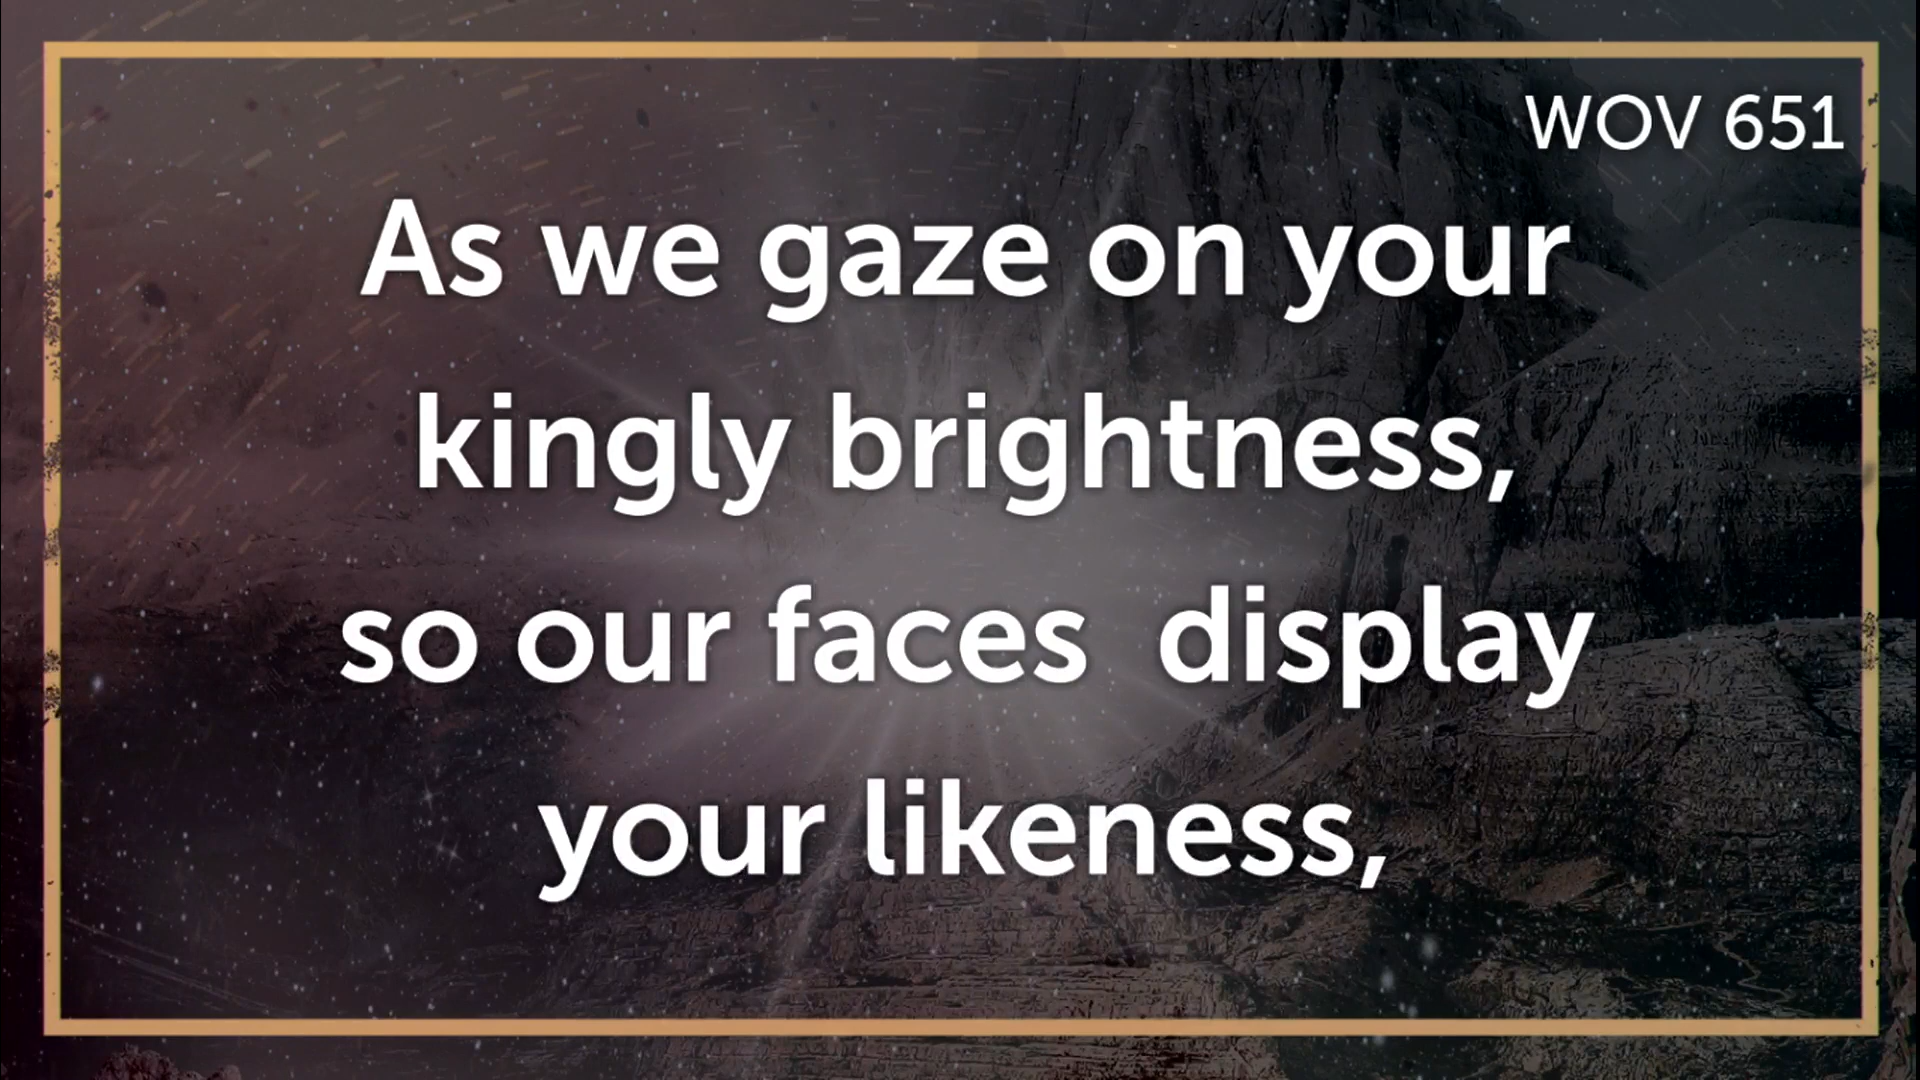 WOV 651
As we gaze on your
kingly brightness,
so our faces  display
your likeness,